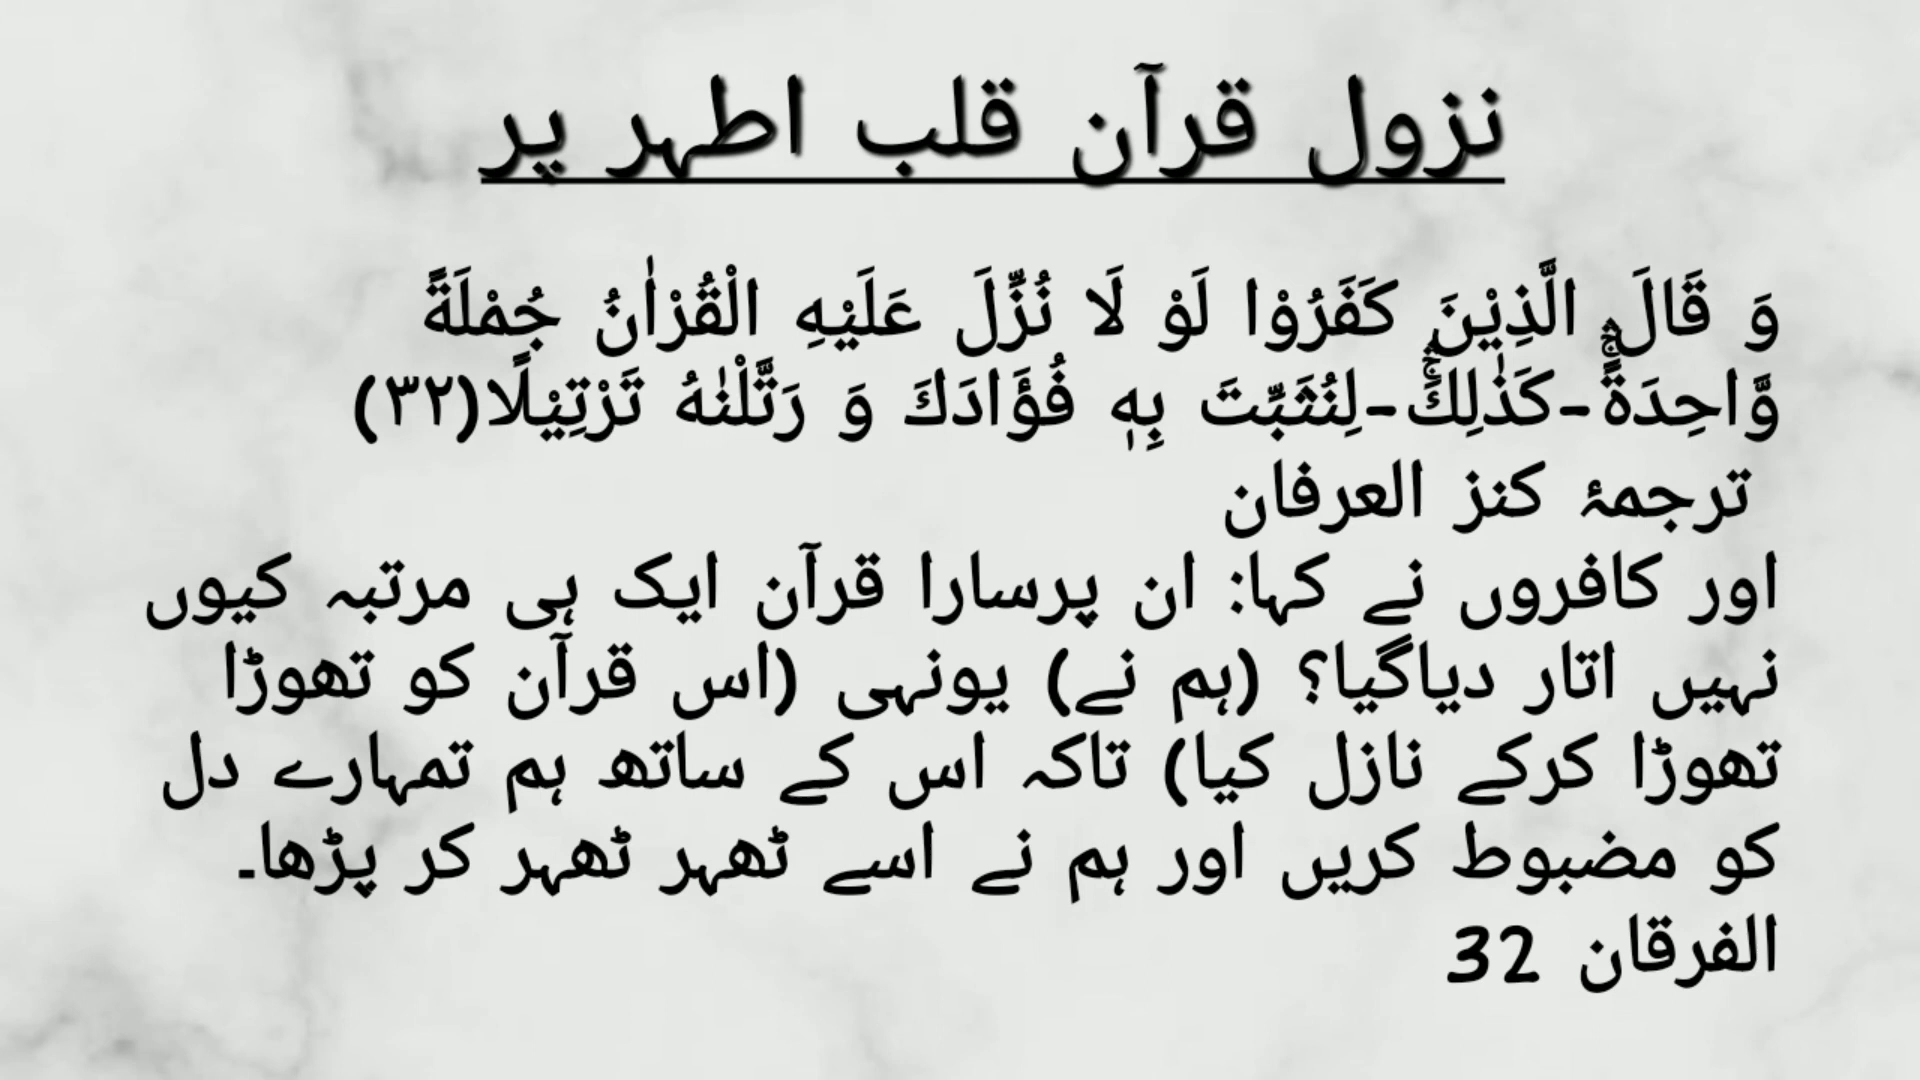 نزول قرآن قلب اطہر پر
وَ قَالَ الَّذِیْنَ كَفَرُوْا لَوْ لَا نُزِّلَ عَلَیْهِ الْقُرْاٰنُ جُمْلَةً
وَّاحِدَةًۚۛ-كَذٰلِكَۚۛ-لِنُثَبِّتَ بِهٖ فُؤَادَكَ وَ رَتَّلْنٰهُ تَرْتِیْلًا(۳۲)
ترجمۂ کنز العرفان
اور کافروں نے کہا: ان پرسارا قرآن ایک ہی مرتبہ کیوں
نہیں اتار دیاگیا؟ (ہم نے) یونہی (اس قرآن کو تھوڑا
تھوڑا کرکے نازل کیا) تاکہ اس کے ساتھ ہم تمہارے دل
کو مضبوط کریں اور ہم نے اسے ٹھہر ٹھہر کر پڑھا۔
الفرقان 32